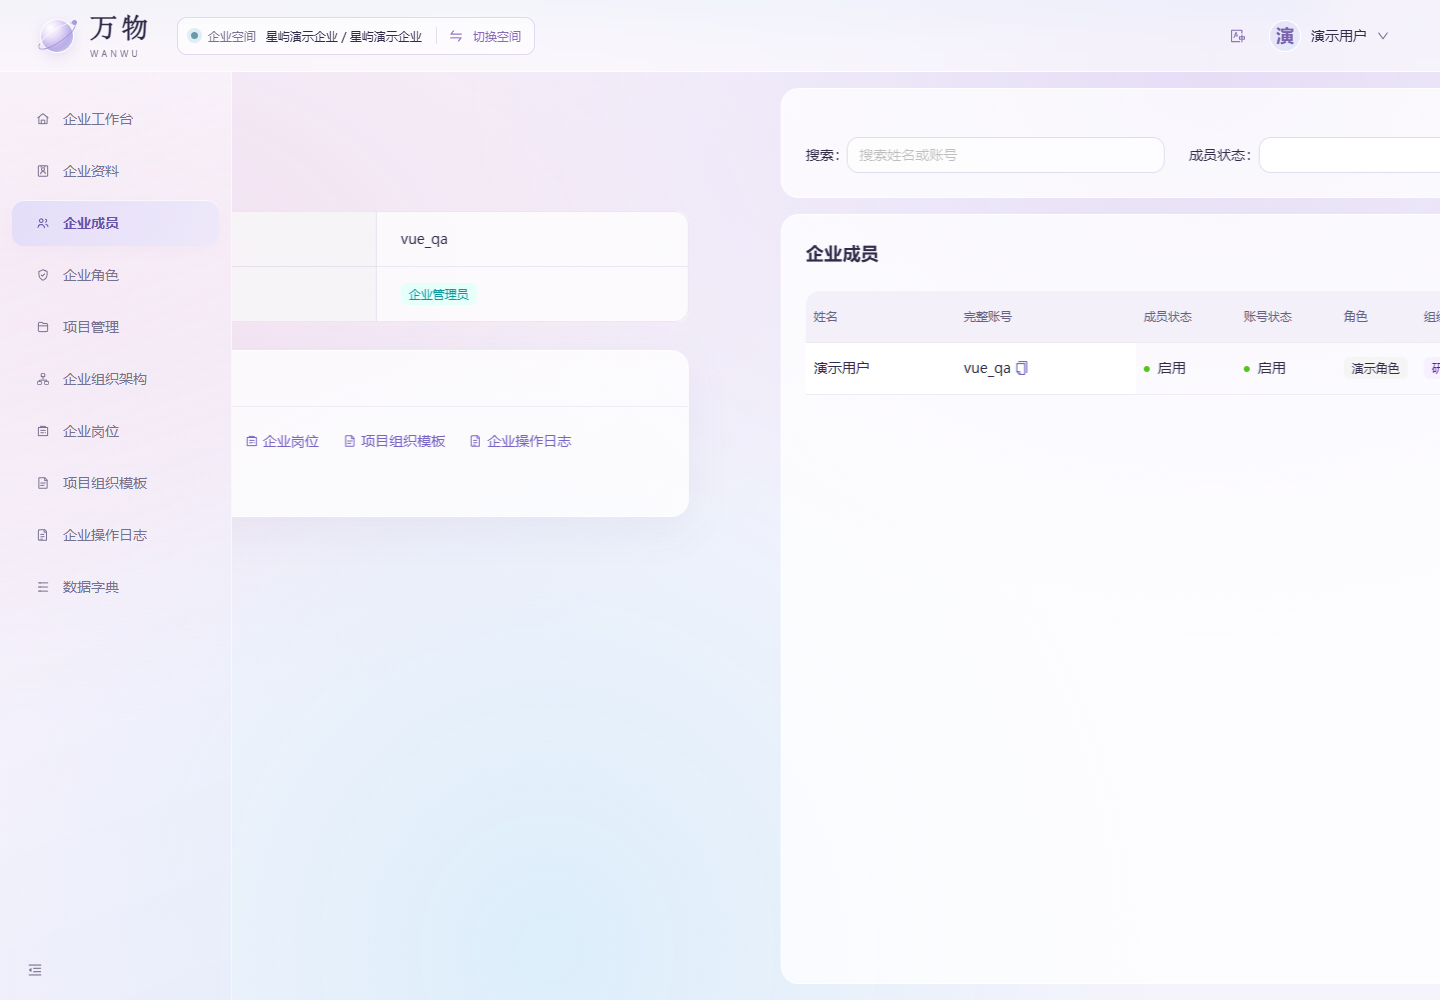 万物
WANWU
企业空间 星屿演示企业 / 星屿演示企业 切换空间
演 演示用户
企业工作台
企业资料
企业成员
企业角色
项目管理
企业组织架构
企业岗位
项目组织模板
企业操作日志
数据字典
vue_qa
企业管理员
企业岗位 项目组织模板 企业操作日志
搜索: 搜索姓名或账号 成员状态:
企业成员
姓名 完整账号 成员状态 账号状态 角色
演示用户 vue_qa 启用 启用 演示角色